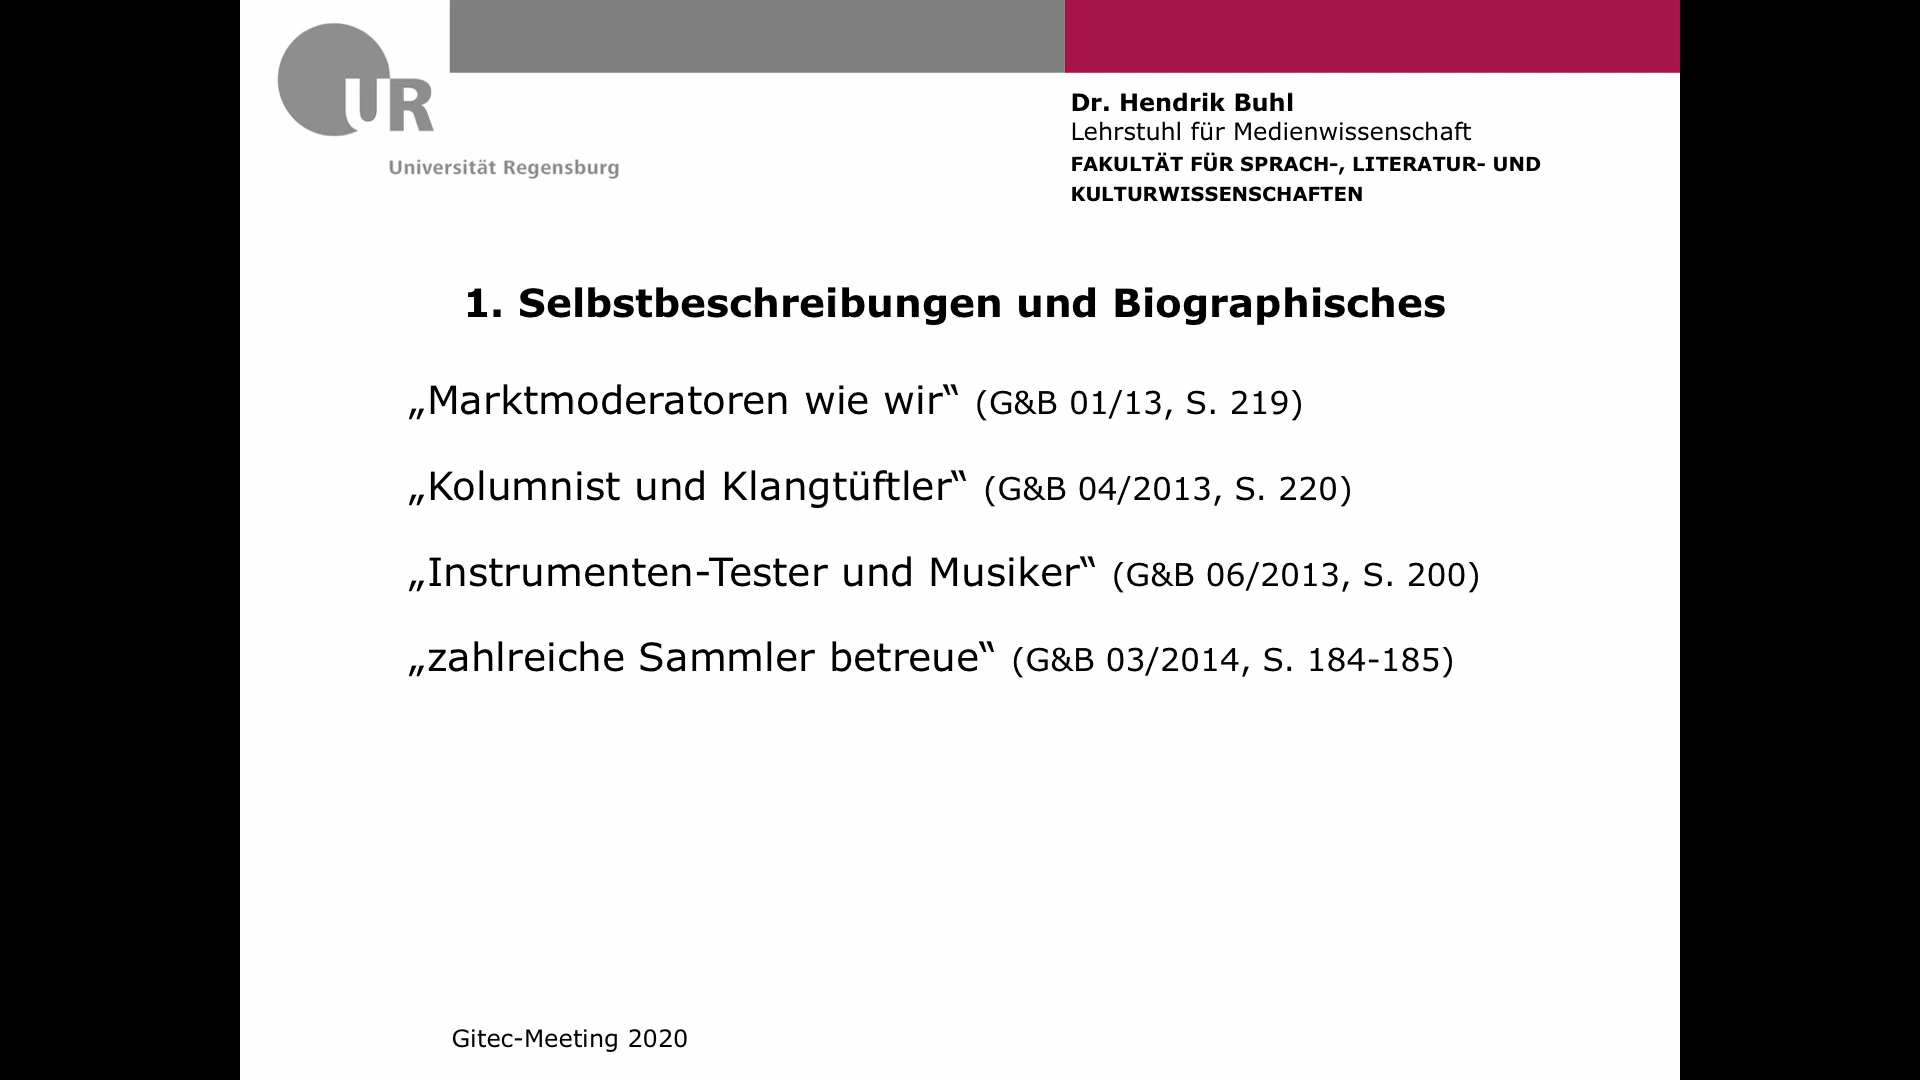 UR
Universität Regensburg
Dr. Hendrik Buhl
Lehrstuhl für Medienwissenschaft
FAKULTÄT FÜR SPRACH-, LITERATUR- UND
KULTURWISSENSCHAFTEN
1. Selbstbeschreibungen und Biographisches
„Marktmoderatoren wie wir“ (G&B 01/13, S. 219)
„Kolumnist und Klangtüftler“ (G&B 04/2013, S. 220)
„Instrumenten-Tester und Musiker“ (G&B 06/2013, S. 200)
„zahlreiche Sammler betreue“ (G&B 03/2014, S. 184-185)
Gitec-Meeting 2020